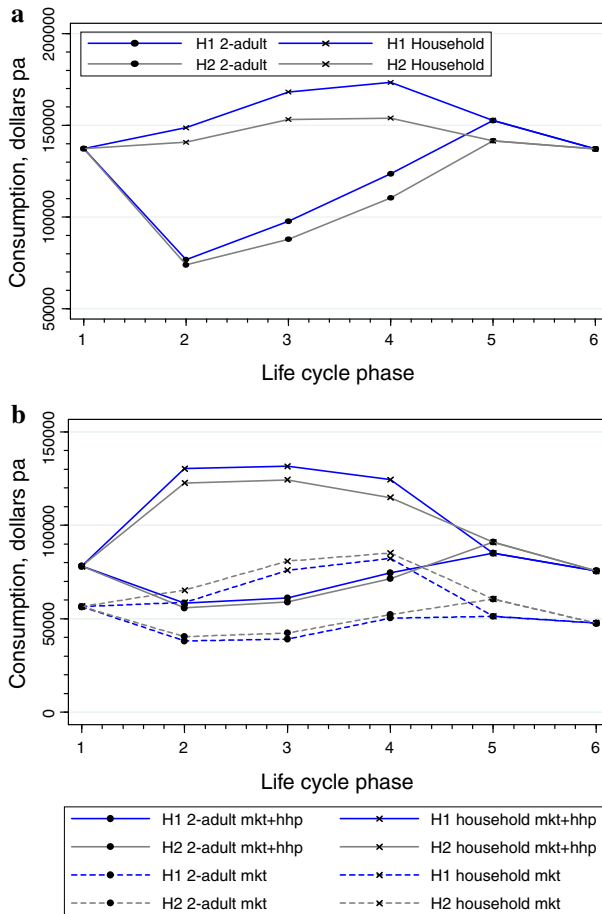 a
H1 2-adult
H1 Household
H2 2-adult
H2 Household
Consumption, dollars pa
200000
150000
100000
50000
1 2 3 4 5 6
Life cycle phase
b
Consumption, dollars pa
150000
100000
50000
0
1 2 3 4 5 6
Life cycle phase
H1 2-adult mkt+hhp
H1 household mkt+hhp
H2 2-adult mkt+hhp
H2 household mkt+hhp
H1 2-adult mkt
H1 household mkt
H2 2-adult mkt
H2 household mkt